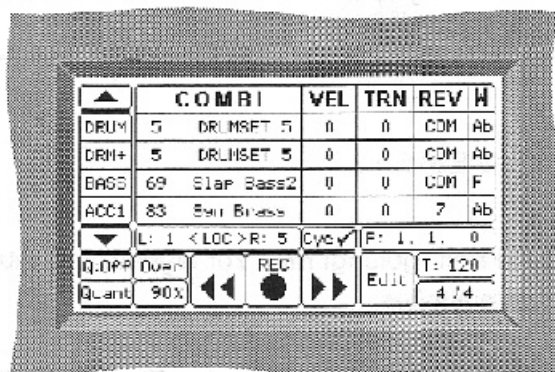 COMBI VEL TRN REV W
DRUM 5 DRUMSET 5 0 0 COM Ab
DRM+ 5 DRUMSET 5 0 0 COM Ab
BASS 69 Slap Bass2 0 0 COM F
ACC1 83 Syn Brass 0 0 7 Ab
L: 1 <LOC>R: 5 Cyc✓ P: 1. 1. 0
Q.Off Over REC Edit T: 120
Quant 90% 4/4